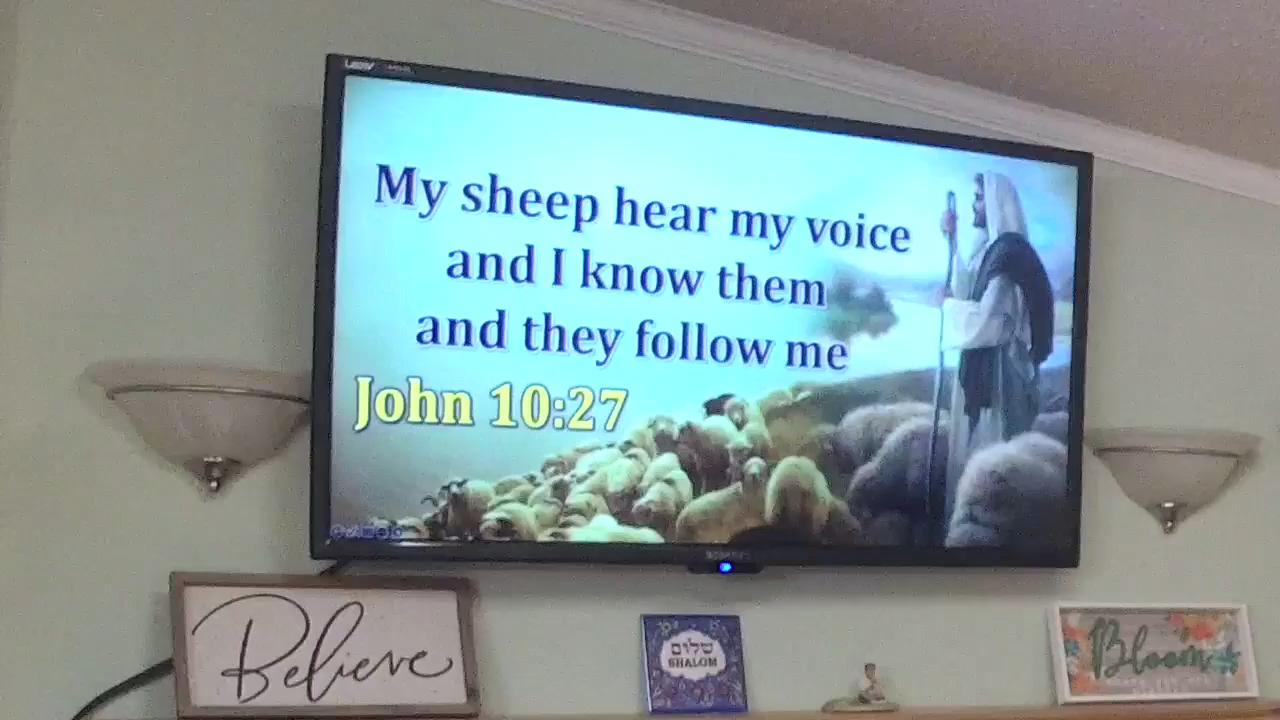 My sheep hear my voice
and I know them
and they follow me
John 10:27
Believe
שלום
SHALOM
Bloom